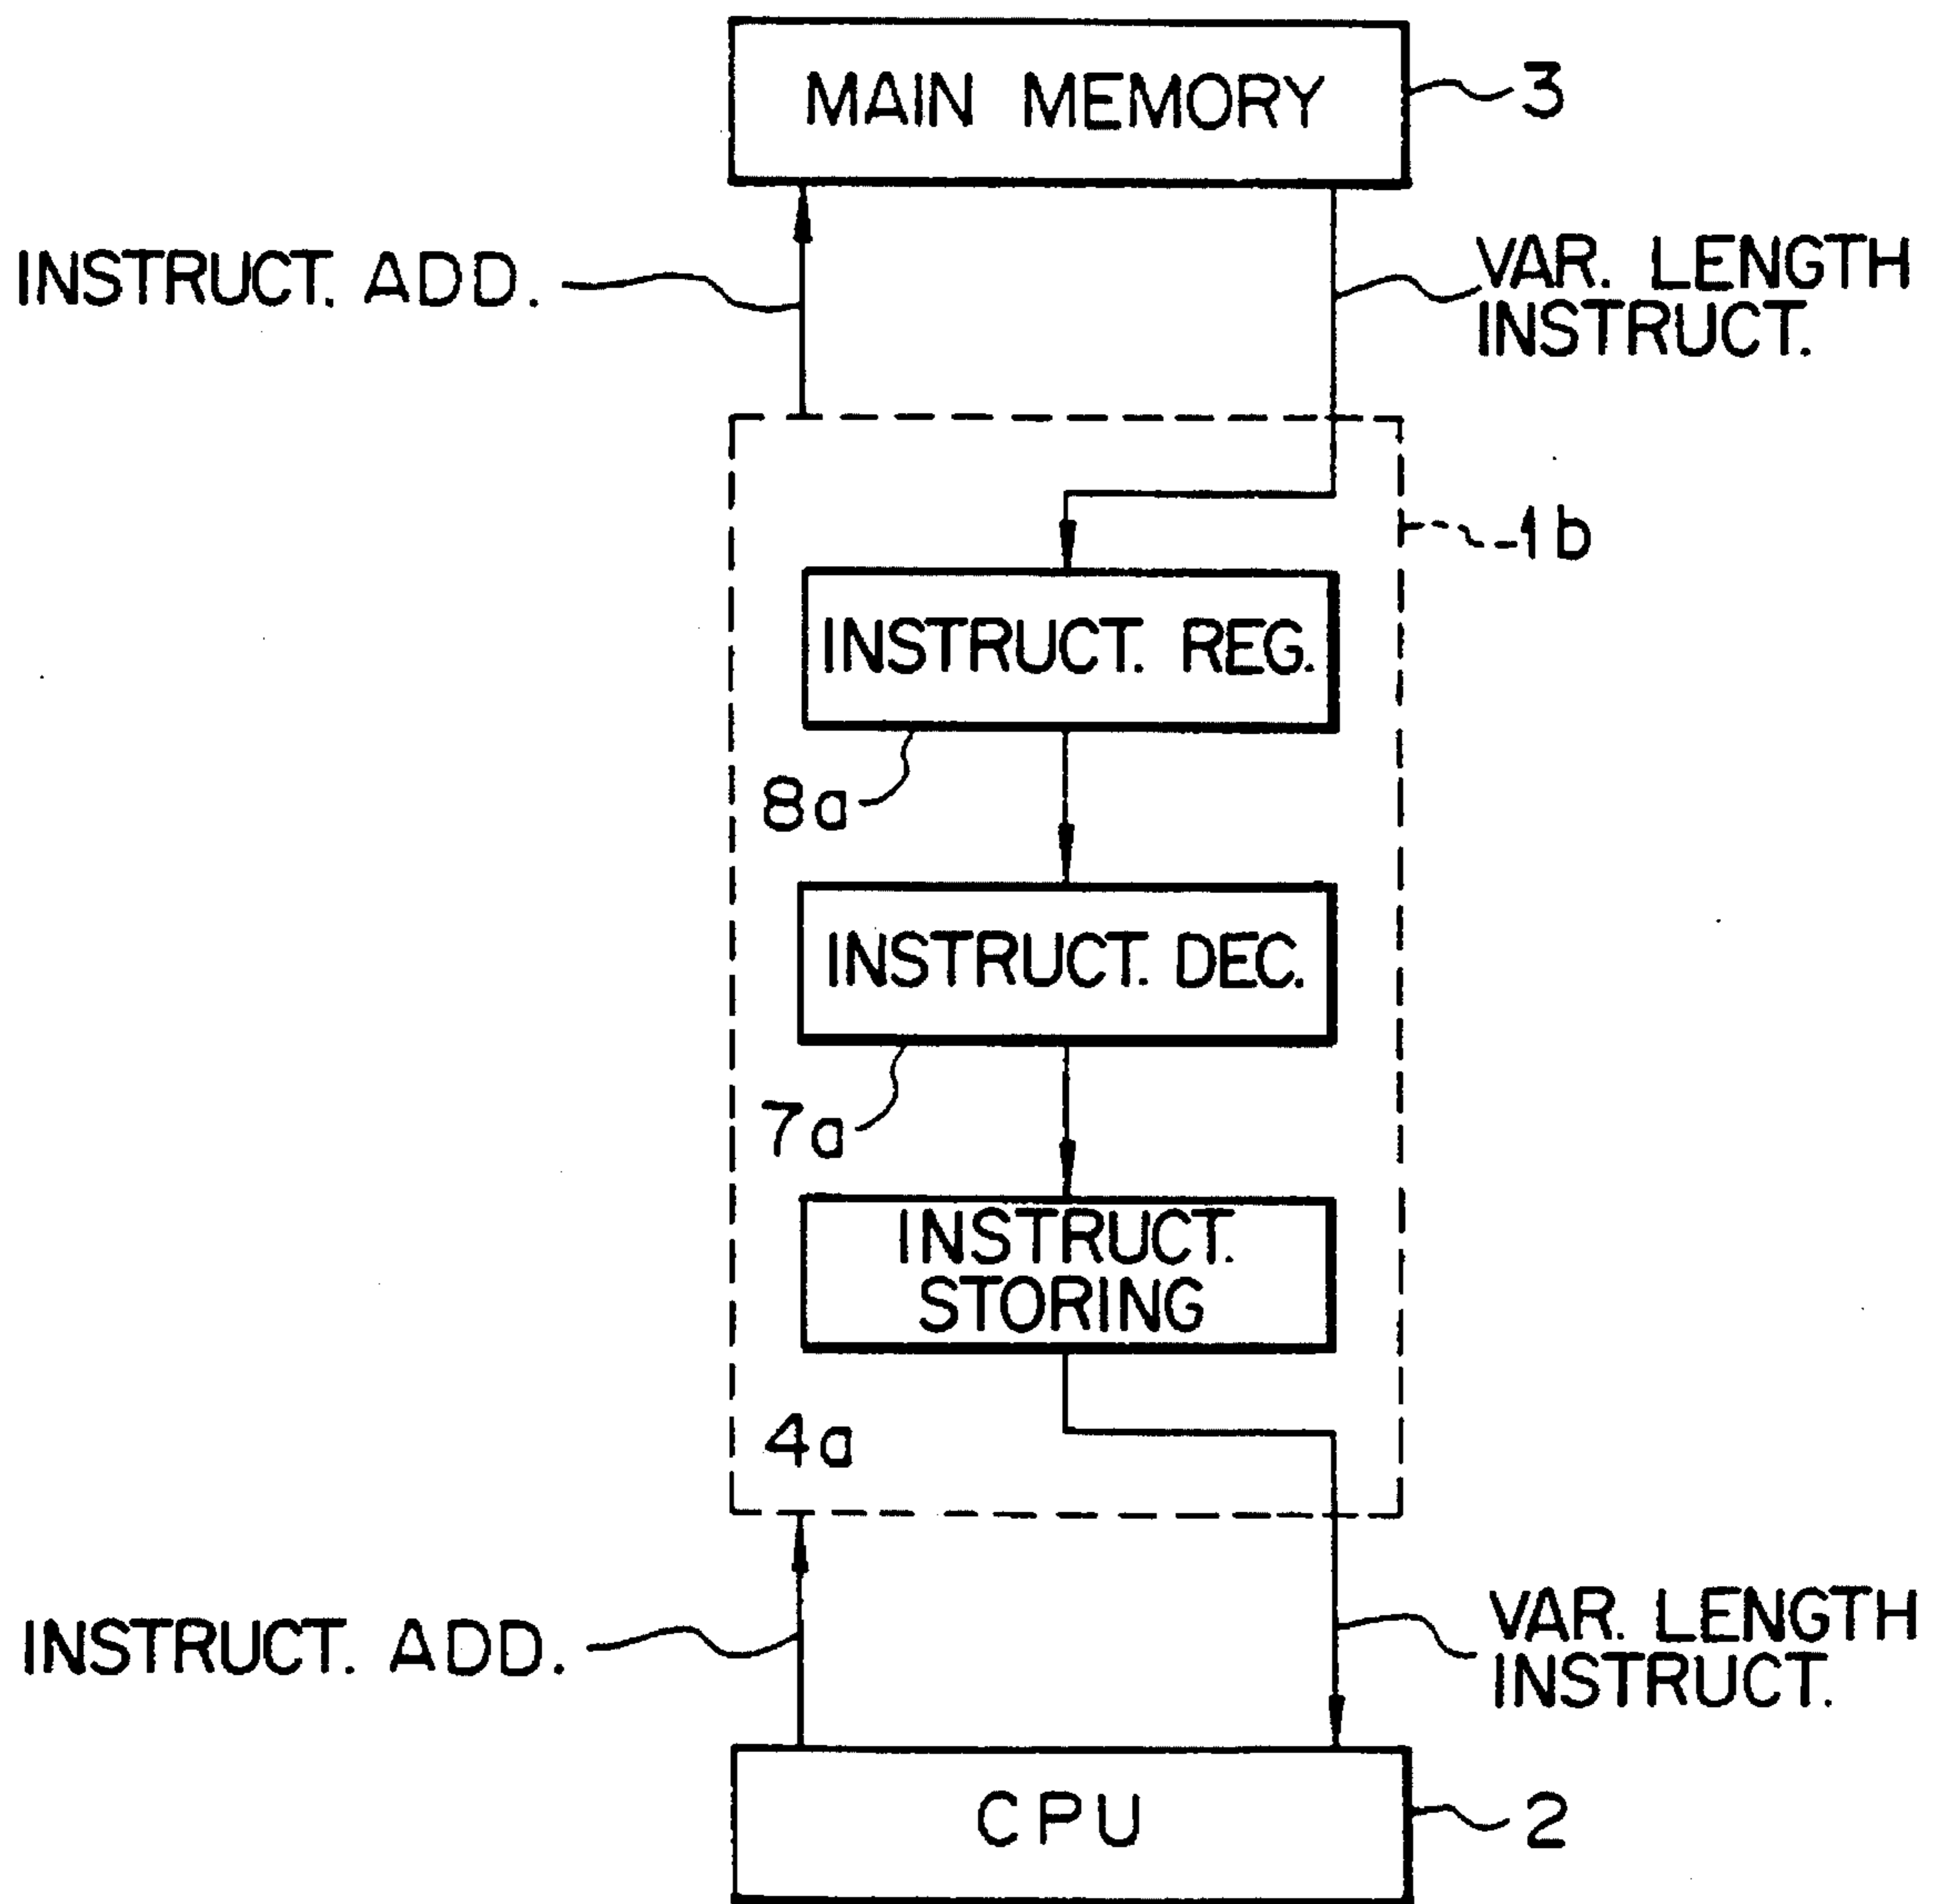 MAIN MEMORY
3
INSTRUCT. ADD.
VAR. LENGTH
INSTRUCT.
1b
INSTRUCT. REG.
8a
INSTRUCT. DEC.
7a
INSTRUCT.
STORING
4a
INSTRUCT. ADD.
VAR. LENGTH
INSTRUCT.
CPU
2